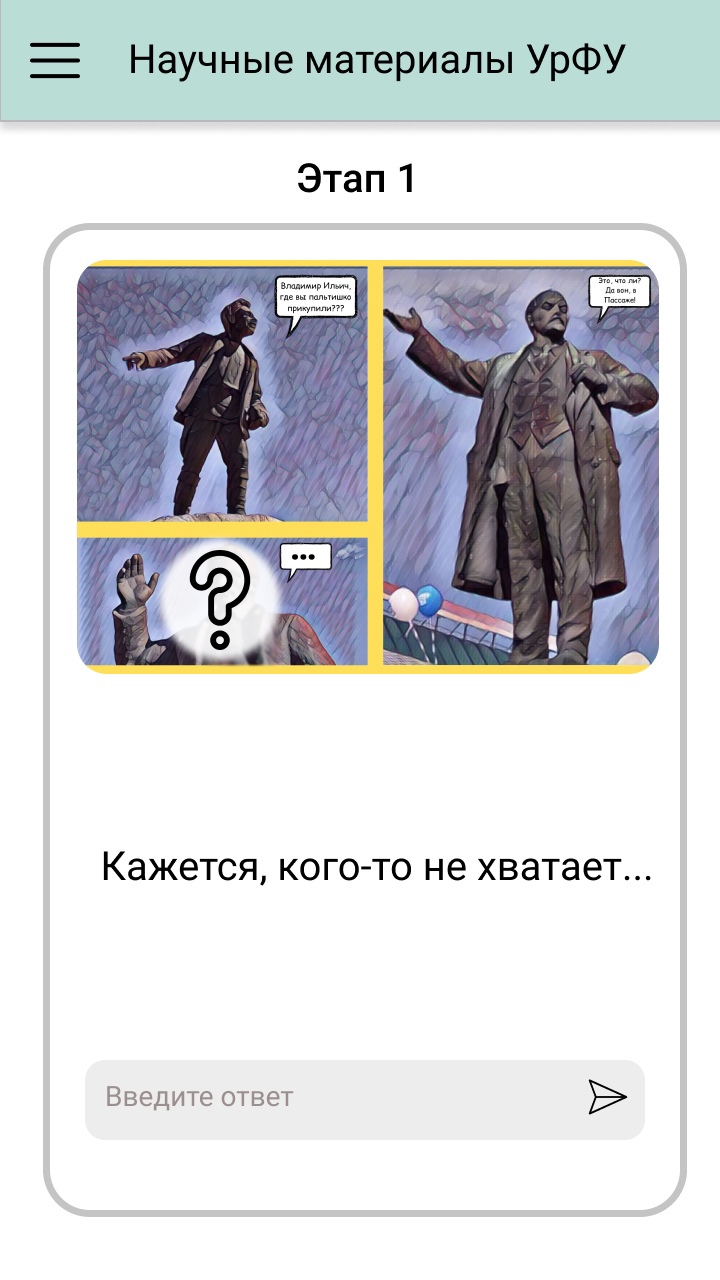 Научные материалы УрФУ
Этап 1
Владимир Ильич,
где вы пальтишко
прикупили???
Это, что ли?
Да вон, в
Пассаже!
...
?
Кажется, кого-то не хватает...
Введите ответ